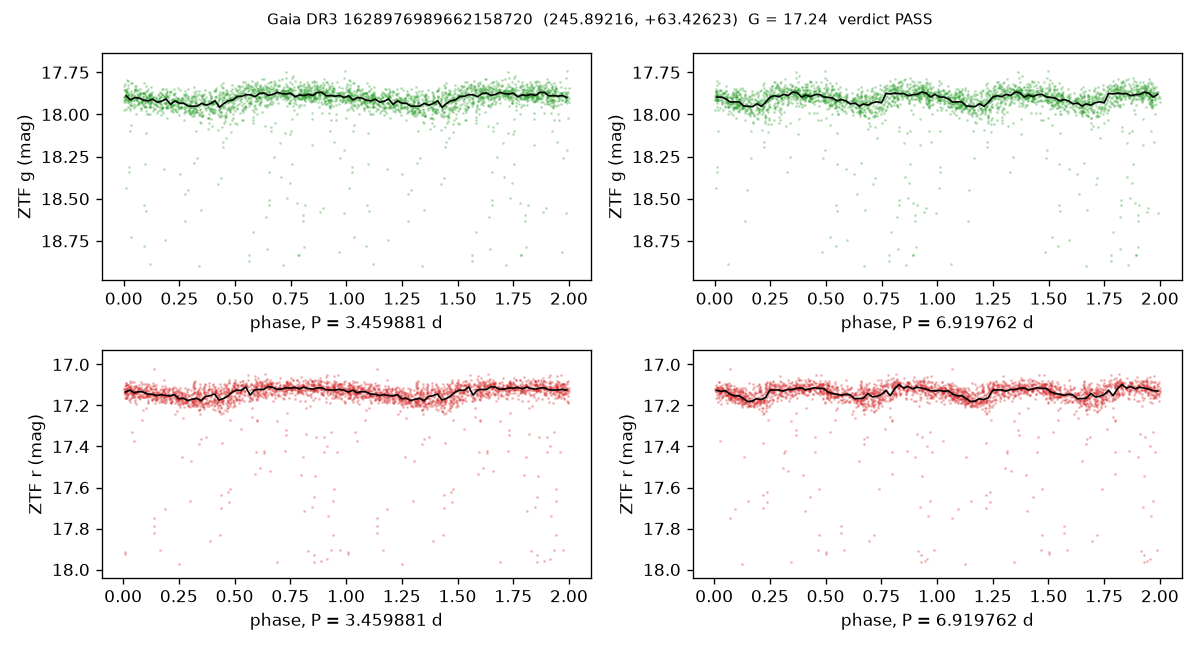 Gaia DR3 1628976989662158720 (245.89216, +63.42623) G = 17.24 verdict PASS
ZTF g (mag)
17.75
18.00
18.25
18.50
18.75
0.00 0.25 0.50 0.75 1.00 1.25 1.50 1.75 2.00
phase, P = 3.459881 d
ZTF g (mag)
17.75
18.00
18.25
18.50
18.75
0.00 0.25 0.50 0.75 1.00 1.25 1.50 1.75 2.00
phase, P = 6.919762 d
ZTF r (mag)
17.0
17.2
17.4
17.6
17.8
18.0
0.00 0.25 0.50 0.75 1.00 1.25 1.50 1.75 2.00
phase, P = 3.459881 d
ZTF r (mag)
17.0
17.2
17.4
17.6
17.8
18.0
0.00 0.25 0.50 0.75 1.00 1.25 1.50 1.75 2.00
phase, P = 6.919762 d